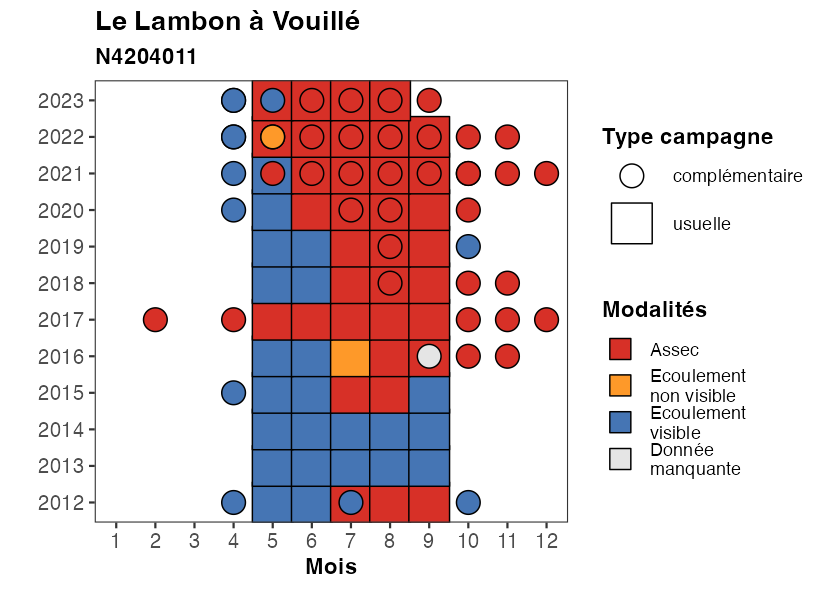 Le Lambon à Vouillé
N4204011
2023
2022
2021
2020
2019
2018
2017
2016
2015
2014
2013
2012
1 2 3 4 5 6 7 8 9 10 11 12
Mois
Type campagne
complémentaire
usuelle
Modalités
Assec
Ecoulement
non visible
Ecoulement
visible
Donnée
manquante